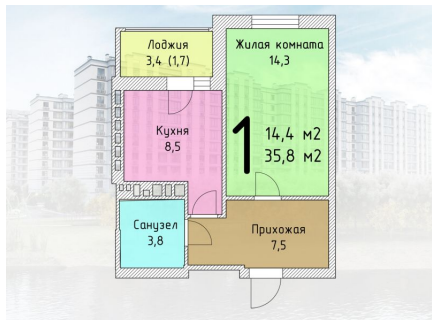 Лоджия
3,4 (1,7)
Жилая комната
14,3
Кухня
8,5
1
14,4 м2
35,8 м2
Санузел
3,8
Прихожая
7,5